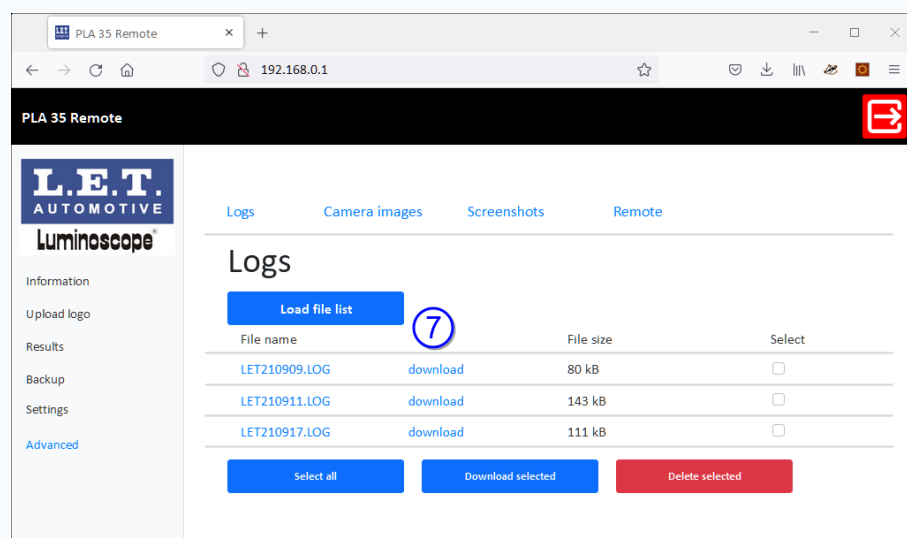 PLA 35 Remote
192.168.0.1
PLA 35 Remote
L.E.T.
AUTOMOTIVE
Luminoscope®
Information
Upload logo
Results
Backup
Settings
Advanced
Logs Camera images Screenshots Remote
Logs
Load file list
7
File name File size Select
LET210909.LOG download 80 kB
LET210911.LOG download 143 kB
LET210917.LOG download 111 kB
Select all Download selected Delete selected